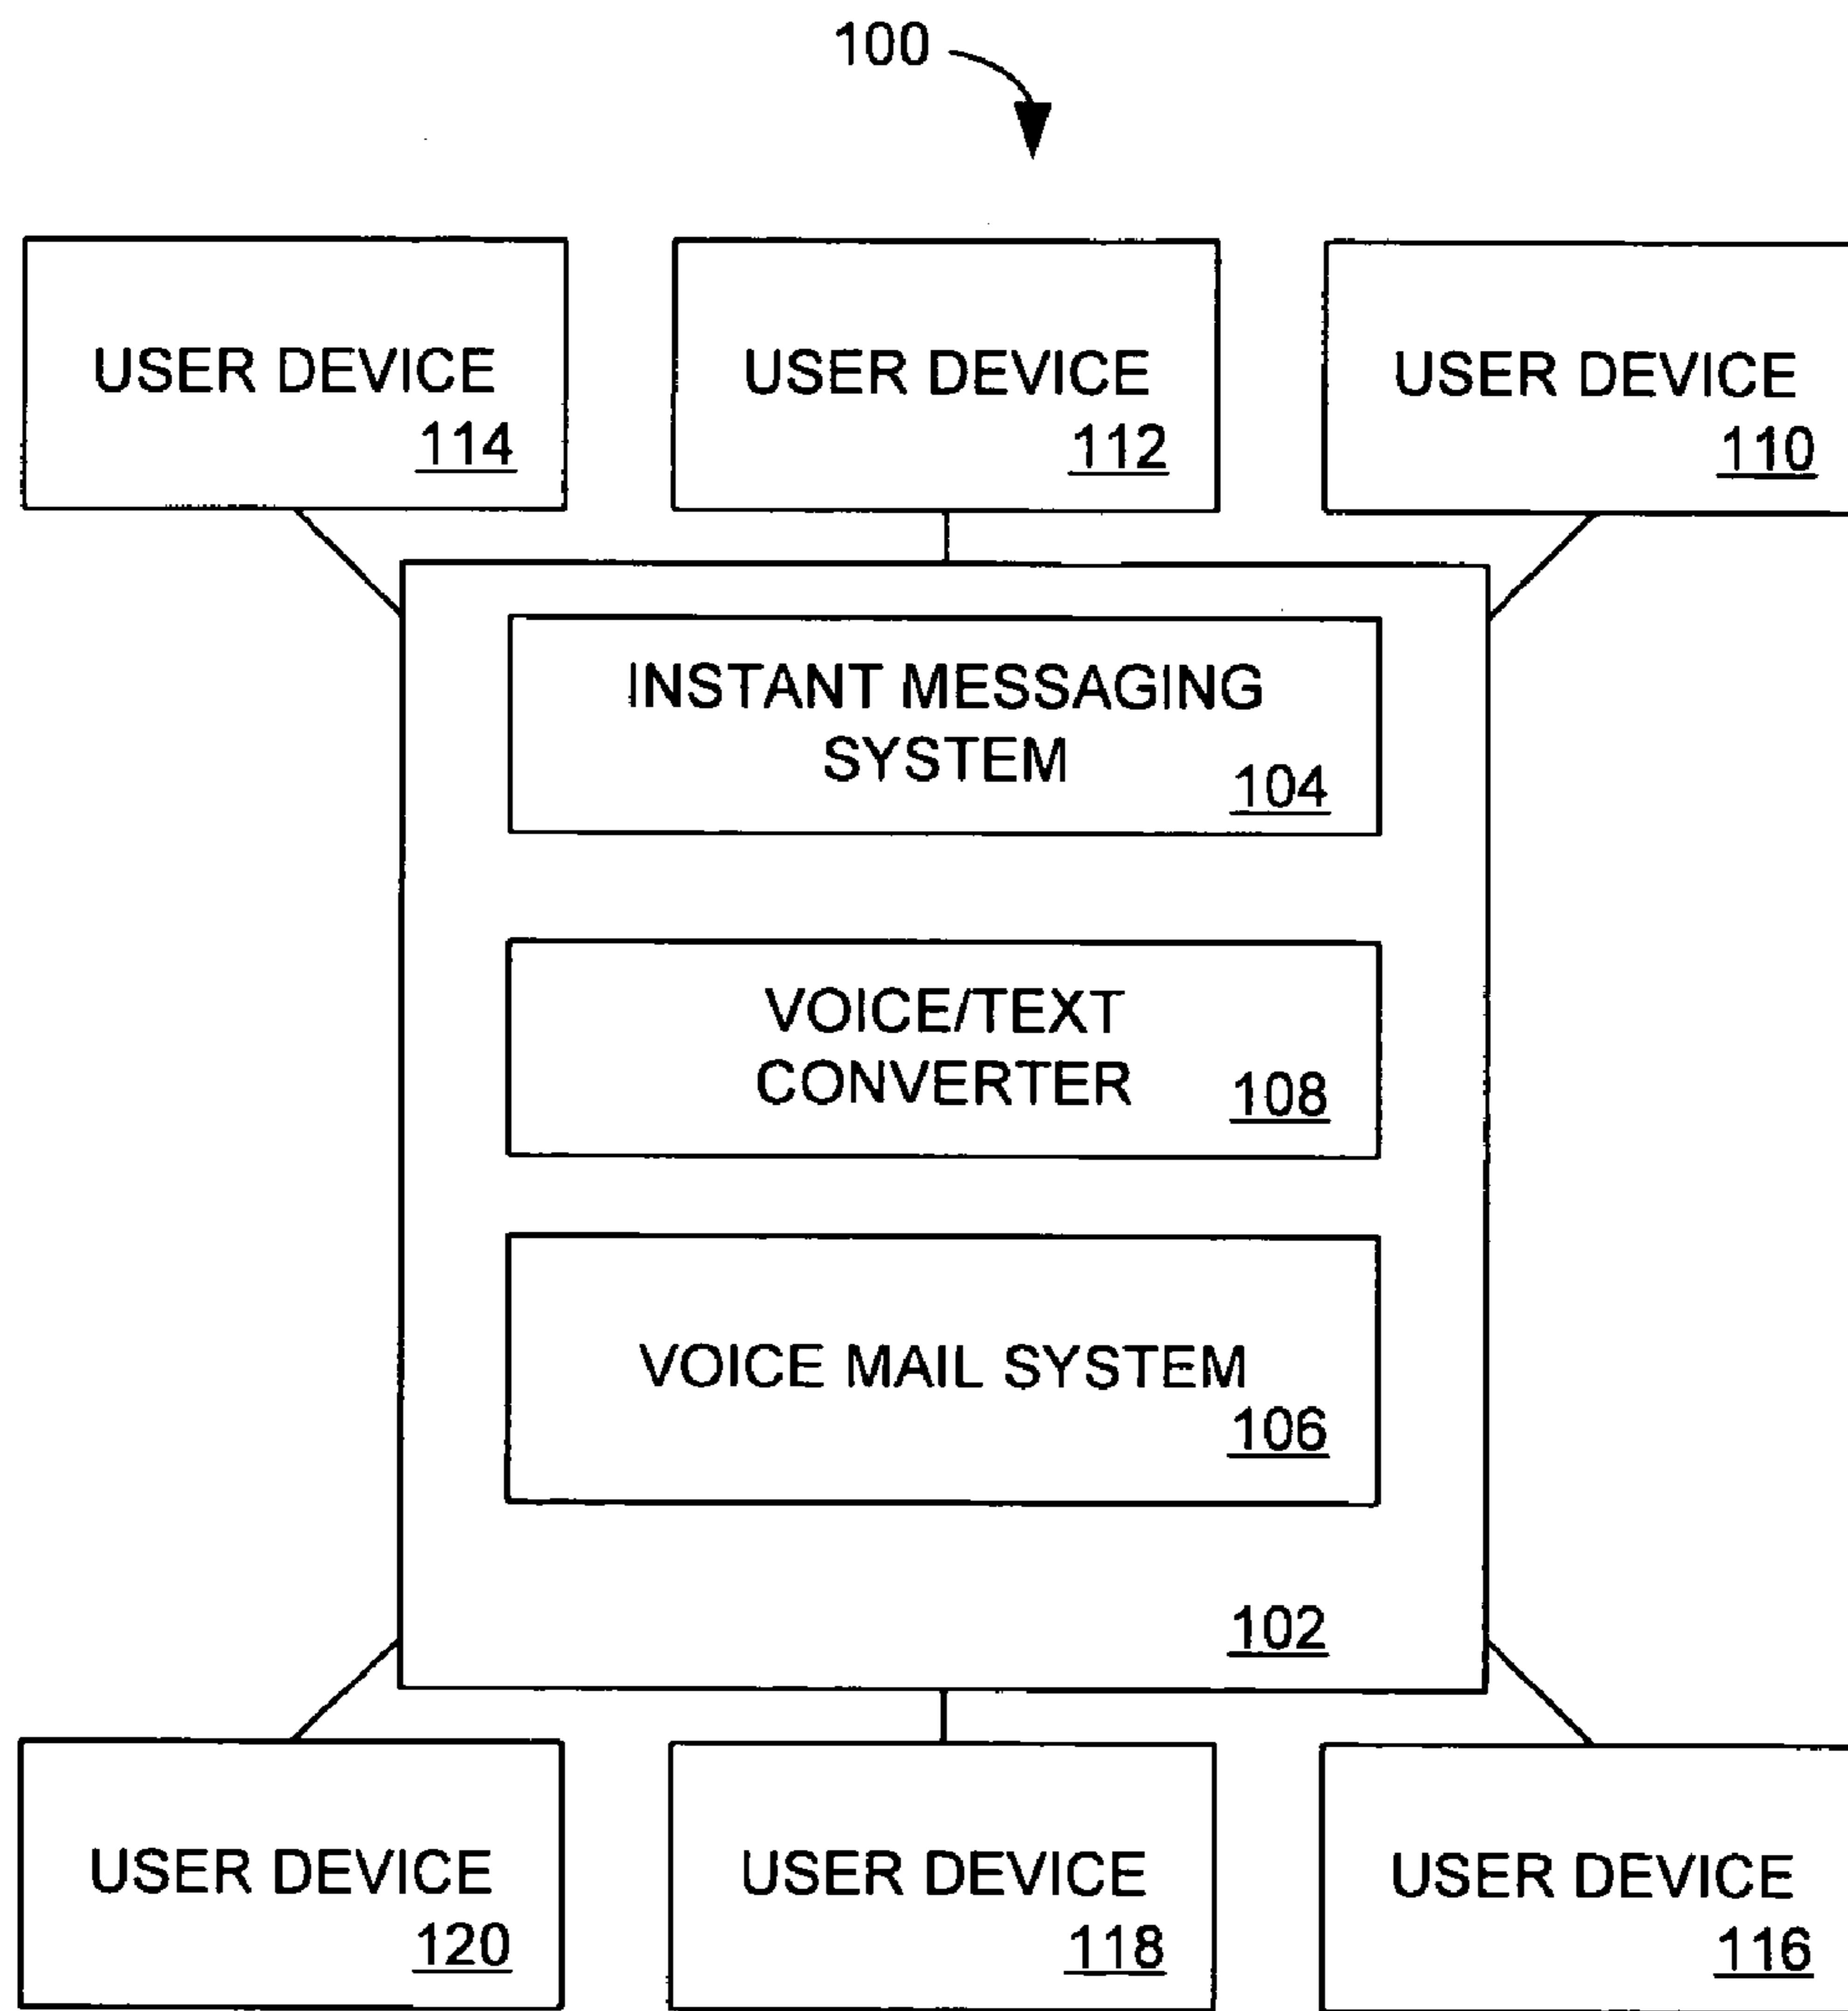 100
USER DEVICE
114
USER DEVICE
112
USER DEVICE
110
INSTANT MESSAGING
SYSTEM
104
VOICE/TEXT
CONVERTER
108
VOICE MAIL SYSTEM
106
102
USER DEVICE
120
USER DEVICE
118
USER DEVICE
116